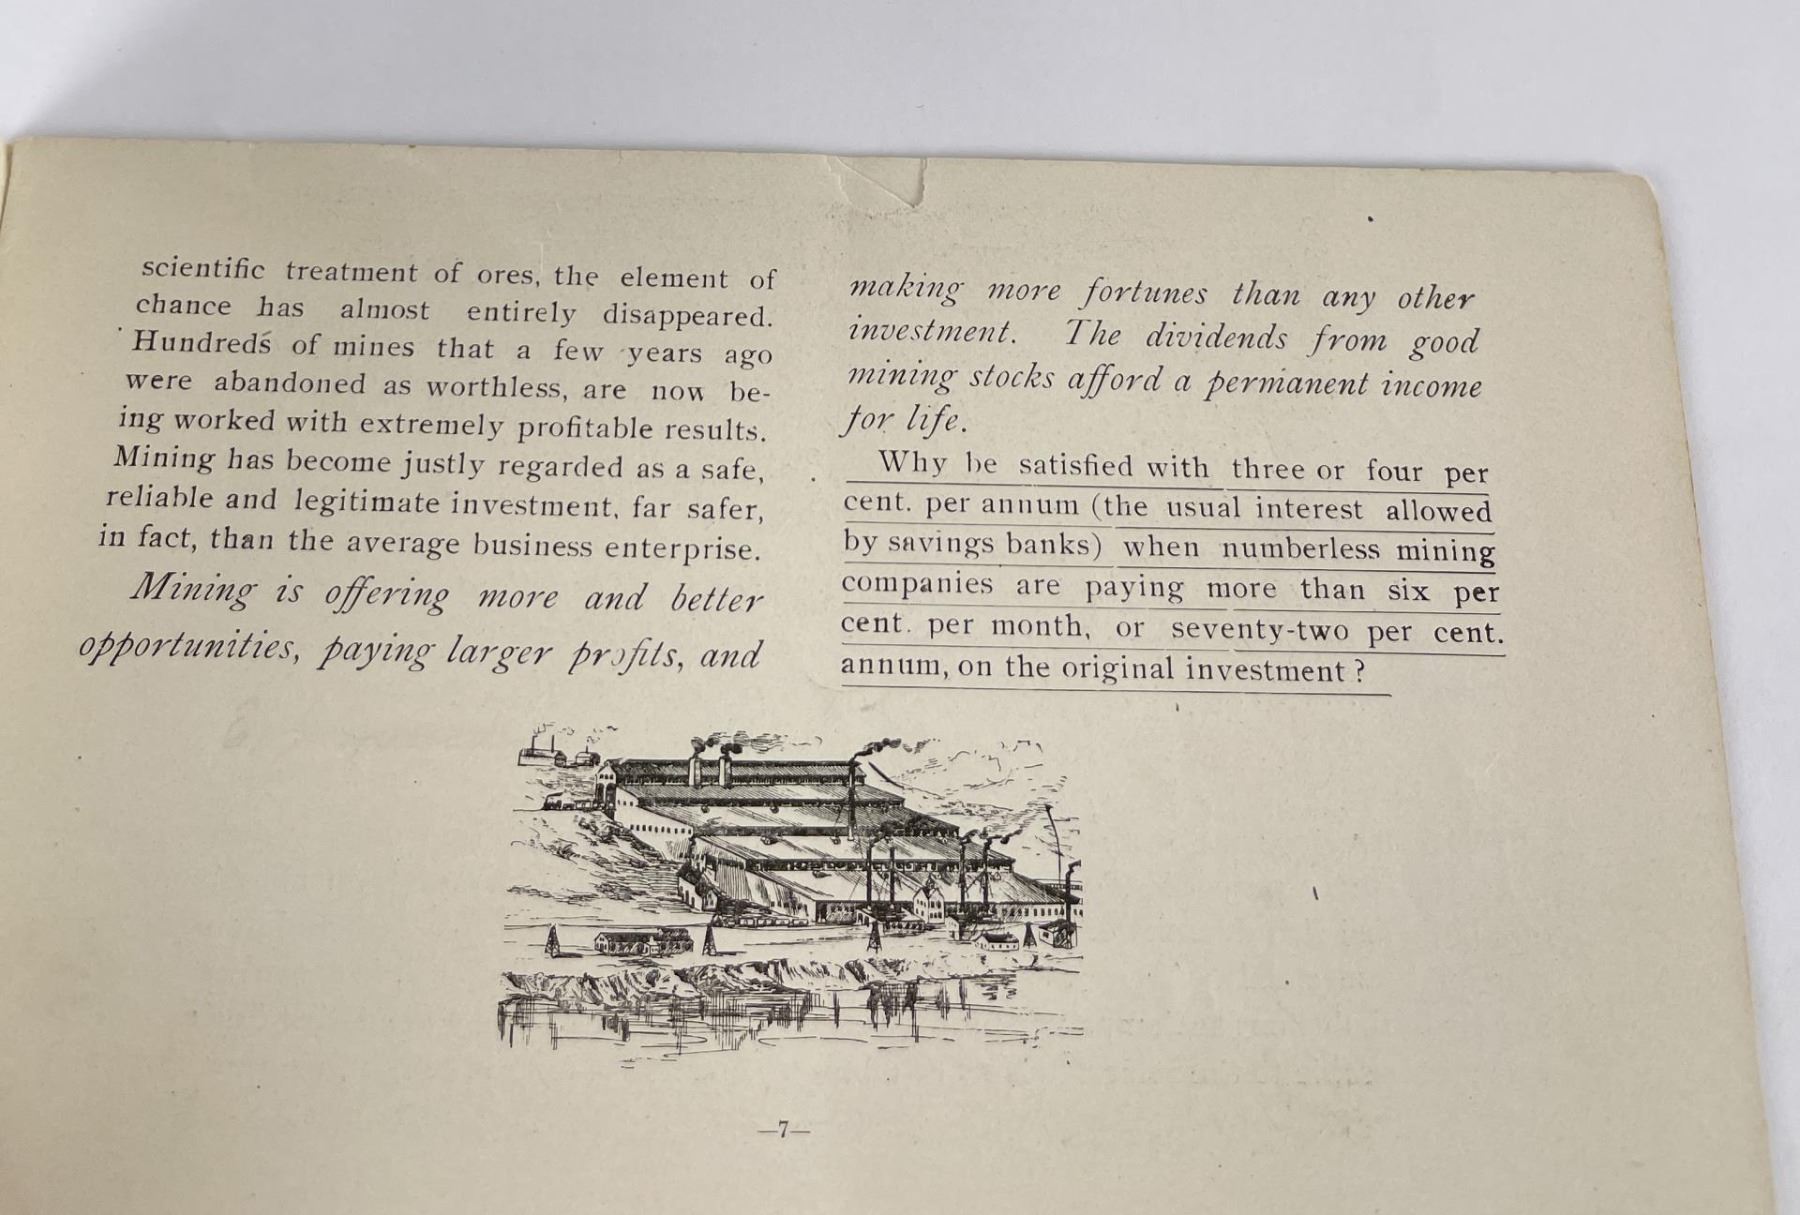 scientific treatment of ores, the element of
chance has almost entirely disappeared.
Hundreds of mines that a few years ago
were abandoned as worthless, are now be-
ing worked with extremely profitable results.
Mining has become justly regarded as a safe,
reliable and legitimate investment, far safer,
in fact, than the average business enterprise.
Mining is offering more and better
opportunities, paying larger profits, and
making more fortunes than any other
investment. The dividends from good
mining stocks afford a permanent income
for life.
Why be satisfied with three or four per
cent. per annum (the usual interest allowed
by savings banks) when numberless mining
companies are paying more than six per
cent. per month, or seventy-two per cent.
annum, on the original investment?
—7—